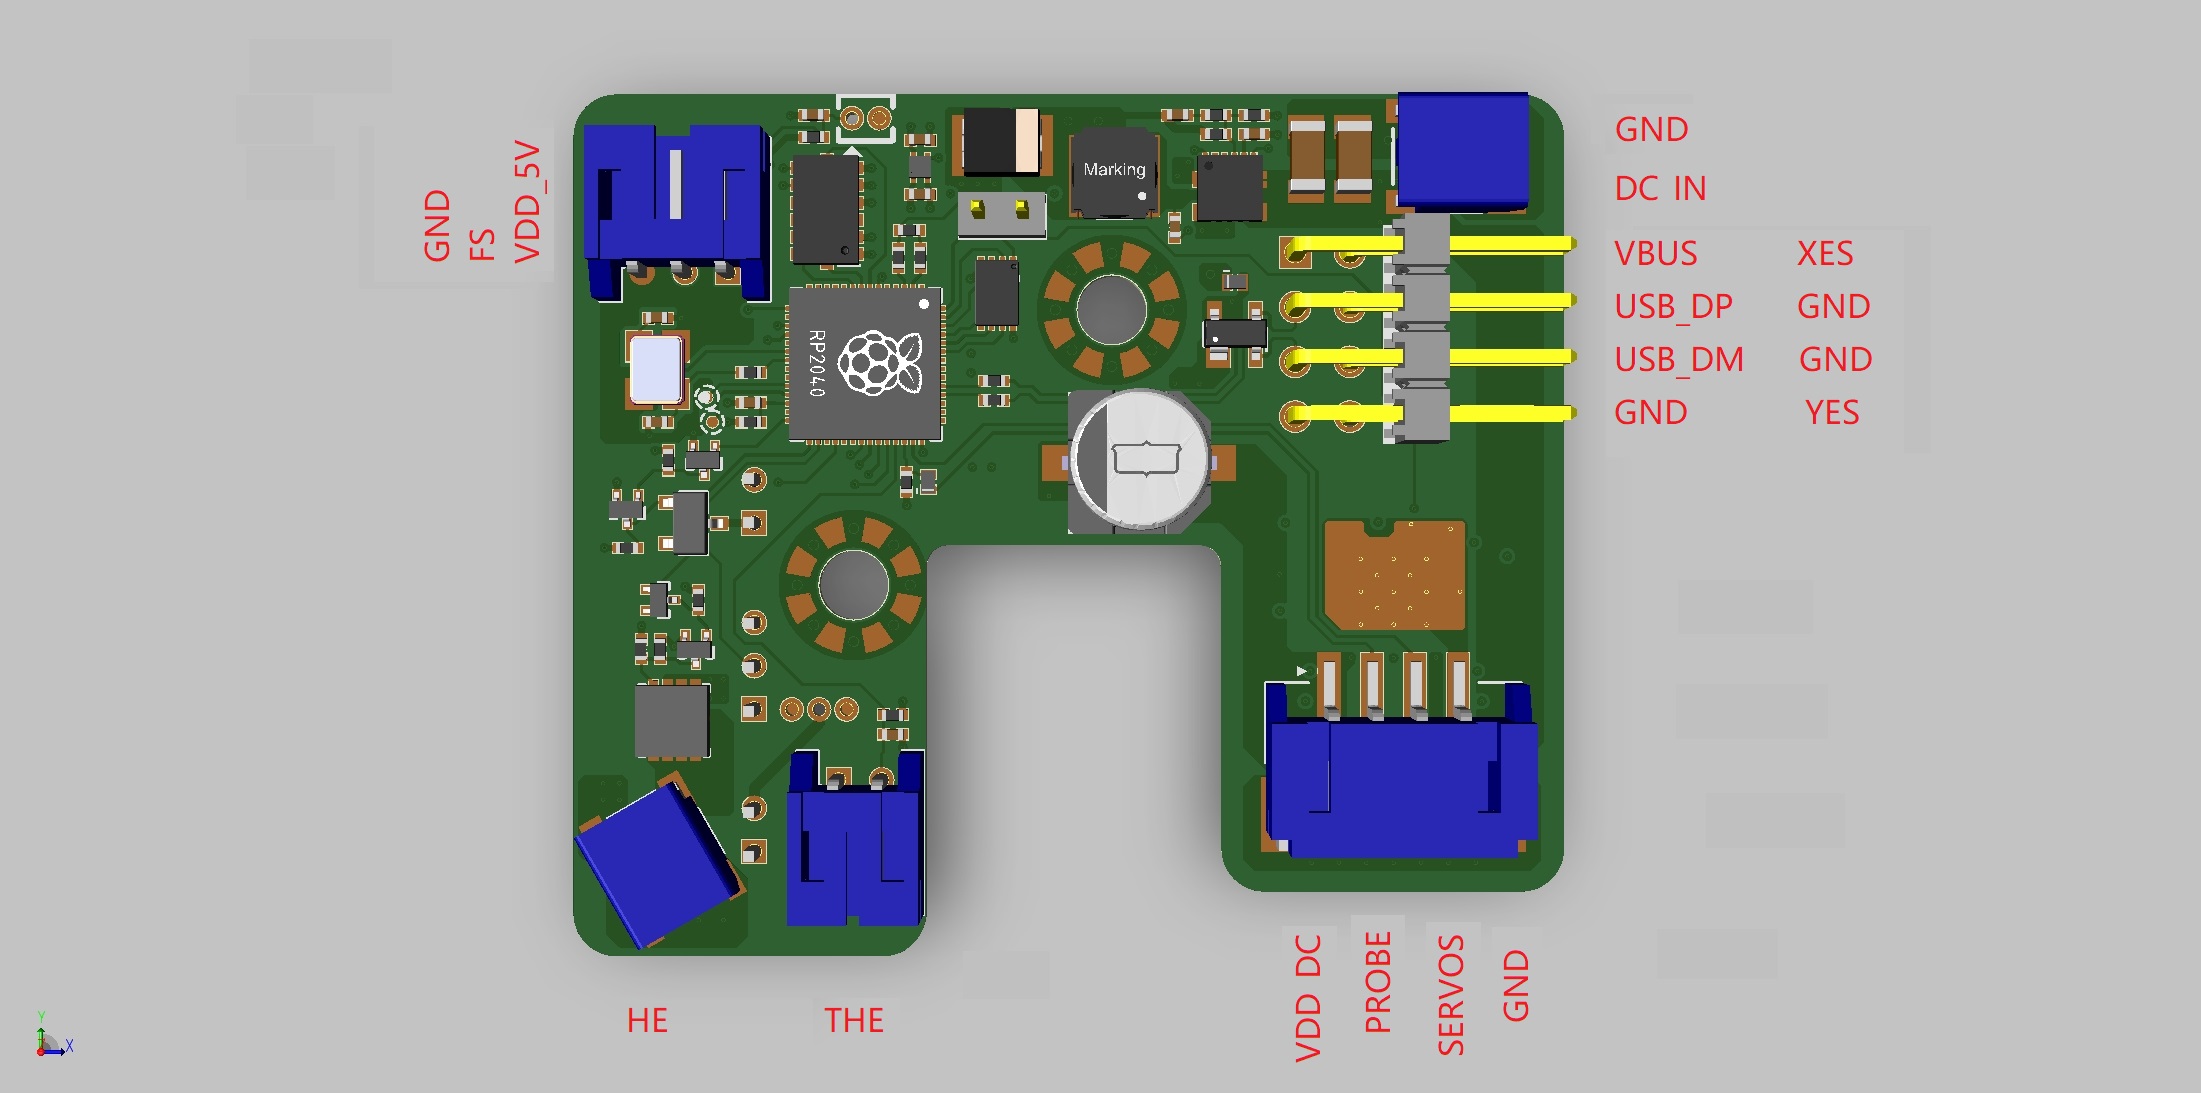 GND
DC IN
VBUS XES
USB_DP GND
USB_DM GND
GND YES
GND
FS
VDD_5V
Marking
RP2040
HE
THE
VDD DC
PROBE
SERVOS
GND
Y
X